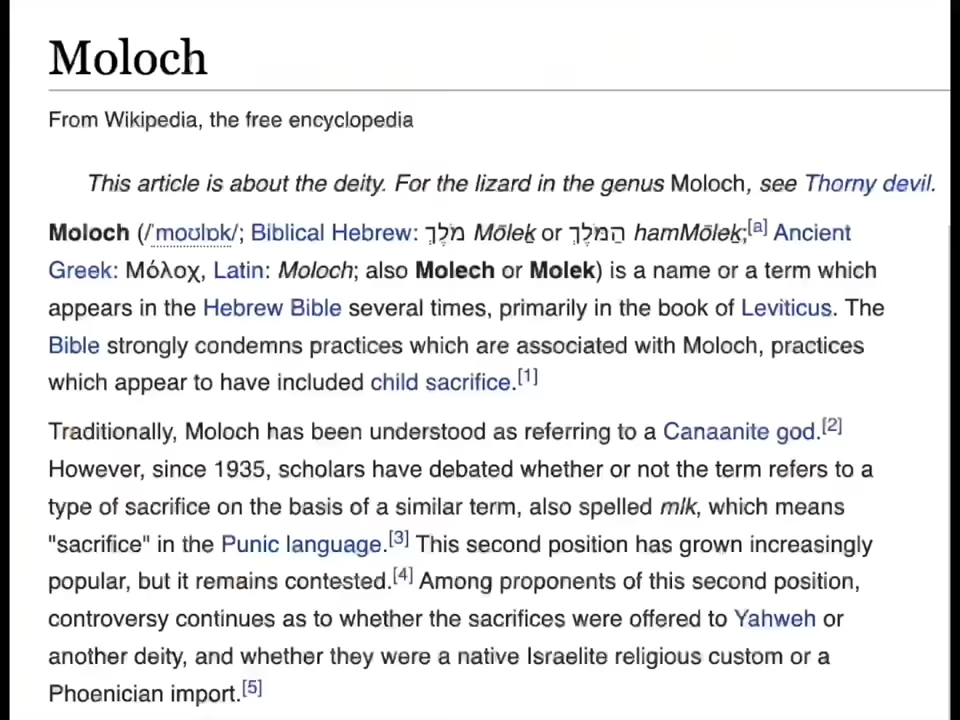 Moloch
From Wikipedia, the free encyclopedia
This article is about the deity. For the lizard in the genus Moloch, see Thorny devil.
Moloch (/ˈmoʊlɒk/; Biblical Hebrew: מֹלֶךְ Mōleḵ or הַמֹּלֶךְ hamMōleḵ;[a] Ancient
Greek: Μόλοχ, Latin: Moloch; also Molech or Molek) is a name or a term which
appears in the Hebrew Bible several times, primarily in the book of Leviticus. The
Bible strongly condemns practices which are associated with Moloch, practices
which appear to have included child sacrifice.[1]
Traditionally, Moloch has been understood as referring to a Canaanite god.[2]
However, since 1935, scholars have debated whether or not the term refers to a
type of sacrifice on the basis of a similar term, also spelled mlk, which means
"sacrifice" in the Punic language.[3] This second position has grown increasingly
popular, but it remains contested.[4] Among proponents of this second position,
controversy continues as to whether the sacrifices were offered to Yahweh or
another deity, and whether they were a native Israelite religious custom or a
Phoenician import.[5]